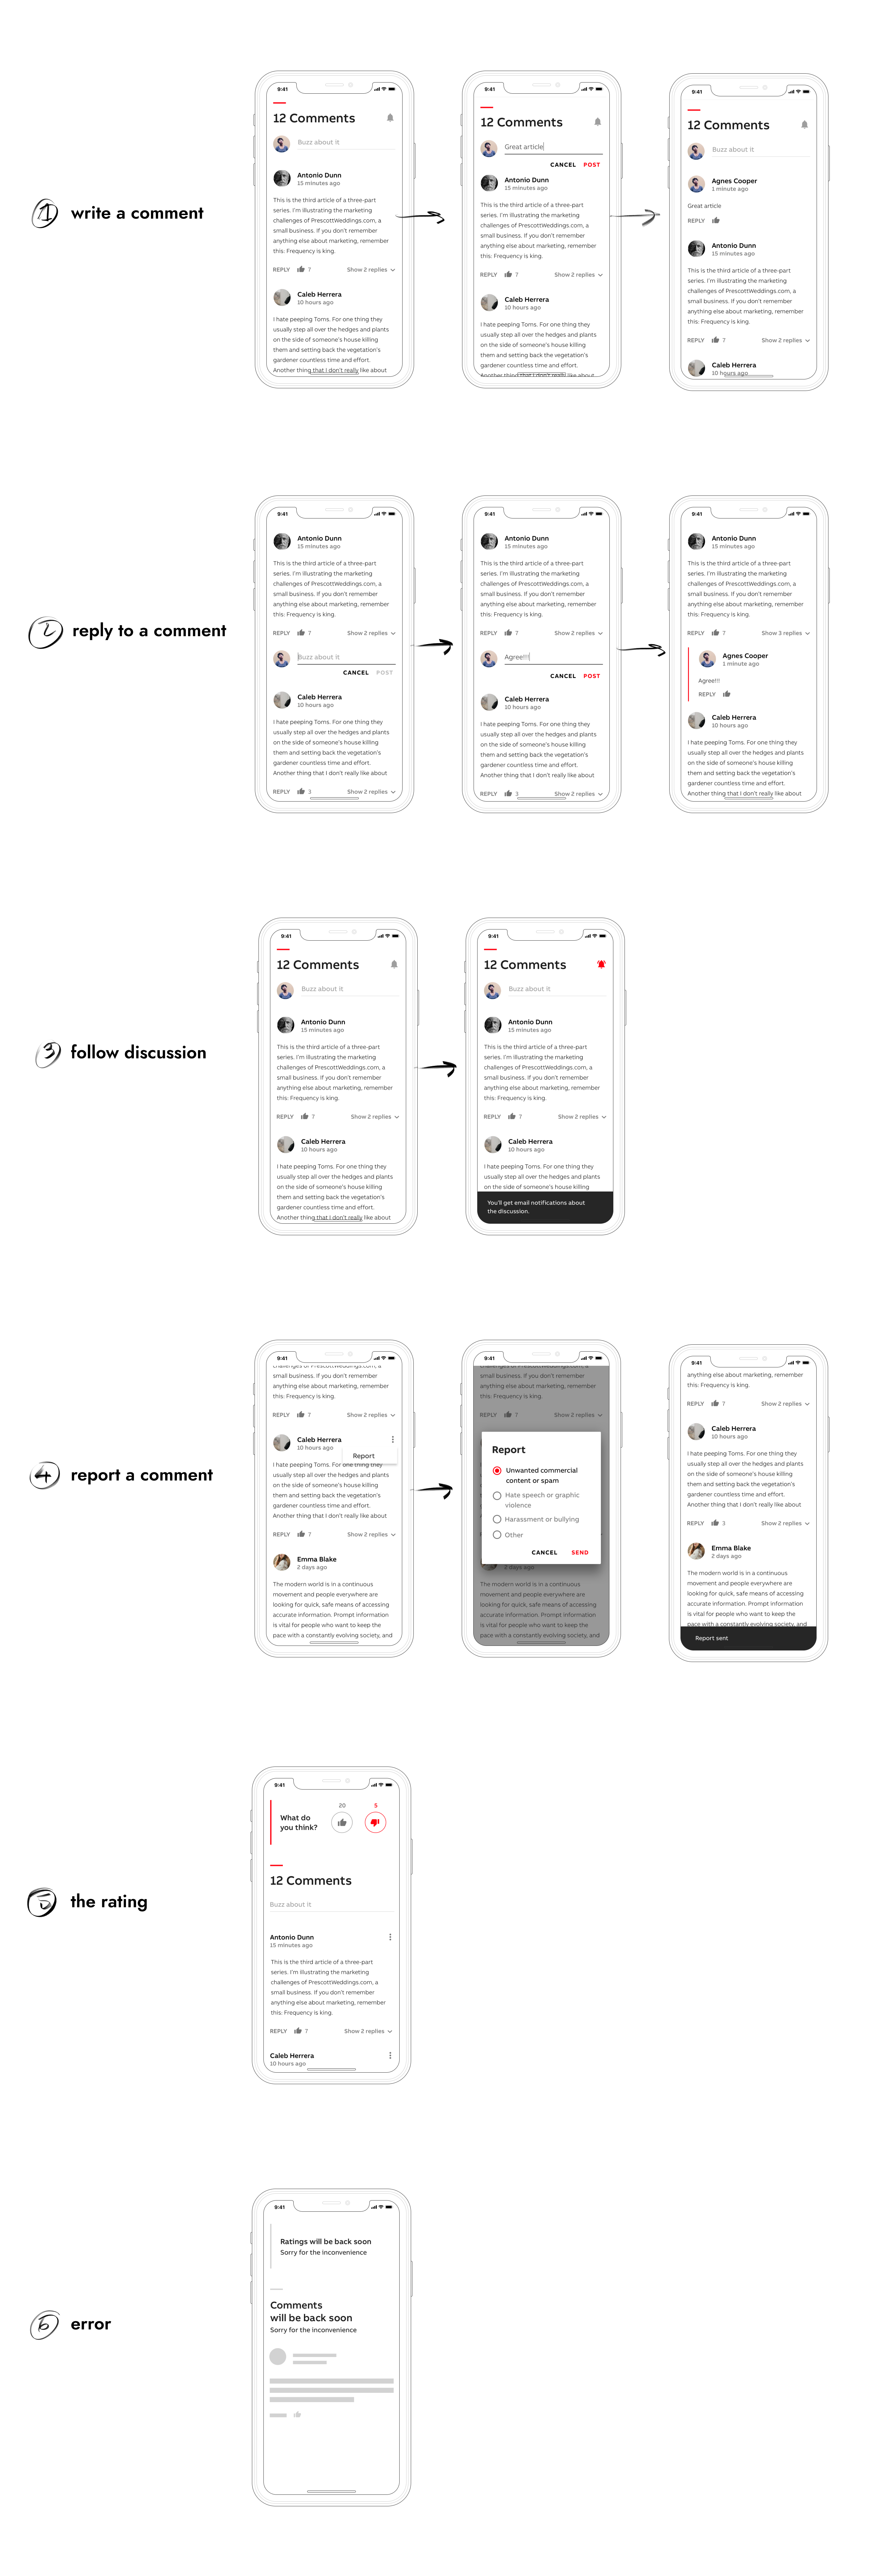 1 write a comment
9:41
12 Comments
Buzz about it
Antonio Dunn
15 minutes ago
This is the third article of a three-part
series. I'm illustrating the marketing
challenges of PrescottWeddings.com, a
small business. If you don't remember
anything else about marketing, remember
this: Frequency is king.
REPLY 7 Show 2 replies
Caleb Herrera
10 hours ago
I hate peeping Toms. For one thing they
usually step all over the hedges and plants
on the side of someone's house killing
them and setting back the vegetation's
gardener countless time and effort.
Another thing that I don't really like about
9:41
12 Comments
Great article
CANCEL POST
Antonio Dunn
15 minutes ago
This is the third article of a three-part
series. I'm illustrating the marketing
challenges of PrescottWeddings.com, a
small business. If you don't remember
anything else about marketing, remember
this: Frequency is king.
REPLY 7 Show 2 replies
Caleb Herrera
10 hours ago
I hate peeping Toms. For one thing they
usually step all over the hedges and plants
on the side of someone's house killing
them and setting back the vegetation's
gardener countless time and effort.
Another thing that I don't really like about
9:41
12 Comments
Buzz about it
Agnes Cooper
1 minute ago
Great article
REPLY
Antonio Dunn
15 minutes ago
This is the third article of a three-part
series. I'm illustrating the marketing
challenges of PrescottWeddings.com, a
small business. If you don't remember
anything else about marketing, remember
this: Frequency is king.
REPLY 7 Show 2 replies
Caleb Herrera
10 hours ago
2 reply to a comment
9:41
Antonio Dunn
15 minutes ago
This is the third article of a three-part
series. I'm illustrating the marketing
challenges of PrescottWeddings.com, a
small business. If you don't remember
anything else about marketing, remember
this: Frequency is king.
REPLY 7 Show 2 replies
Buzz about it
CANCEL POST
Caleb Herrera
10 hours ago
I hate peeping Toms. For one thing they
usually step all over the hedges and plants
on the side of someone's house killing
them and setting back the vegetation's
gardener countless time and effort.
Another thing that I don't really like about
REPLY 3 Show 2 replies
9:41
Antonio Dunn
15 minutes ago
This is the third article of a three-part
series. I'm illustrating the marketing
challenges of PrescottWeddings.com, a
small business. If you don't remember
anything else about marketing, remember
this: Frequency is king.
REPLY 7 Show 2 replies
Agree!!!
CANCEL POST
Caleb Herrera
10 hours ago
I hate peeping Toms. For one thing they
usually step all over the hedges and plants
on the side of someone's house killing
them and setting back the vegetation's
gardener countless time and effort.
Another thing that I don't really like about
REPLY 3 Show 2 replies
9:41
Antonio Dunn
15 minutes ago
This is the third article of a three-part
series. I'm illustrating the marketing
challenges of PrescottWeddings.com, a
small business. If you don't remember
anything else about marketing, remember
this: Frequency is king.
REPLY 7 Show 3 replies
Agnes Cooper
1 minute ago
Agree!!!
REPLY
Caleb Herrera
10 hours ago
I hate peeping Toms. For one thing they
usually step all over the hedges and plants
on the side of someone's house killing
them and setting back the vegetation's
gardener countless time and effort.
Another thing that I don't really like about
3 follow discussion
9:41
12 Comments
Buzz about it
Antonio Dunn
15 minutes ago
This is the third article of a three-part
series. I'm illustrating the marketing
challenges of PrescottWeddings.com, a
small business. If you don't remember
anything else about marketing, remember
this: Frequency is king.
REPLY 7 Show 2 replies
Caleb Herrera
10 hours ago
I hate peeping Toms. For one thing they
usually step all over the hedges and plants
on the side of someone's house killing
them and setting back the vegetation's
gardener countless time and effort.
Another thing that I don't really like about
9:41
12 Comments
Buzz about it
Antonio Dunn
15 minutes ago
This is the third article of a three-part
series. I'm illustrating the marketing
challenges of PrescottWeddings.com, a
small business. If you don't remember
anything else about marketing, remember
this: Frequency is king.
REPLY 7 Show 2 replies
Caleb Herrera
10 hours ago
I hate peeping Toms. For one thing they
usually step all over the hedges and plants
on the side of someone's house killing
You'll get email notifications about
the discussion.
4 report a comment
9:41
challenges of PrescottWeddings.com, a
small business. If you don't remember
anything else about marketing, remember
this: Frequency is king.
REPLY 7 Show 2 replies
Caleb Herrera
10 hours ago
Report
I hate peeping Toms. For one thing they
usually step all over the hedges and plants
on the side of someone's house killing
them and setting back the vegetation's
gardener countless time and effort.
Another thing that I don't really like about
REPLY 7 Show 2 replies
Emma Blake
2 days ago
The modern world is in a continuous
movement and people everywhere are
looking for quick, safe means of accessing
accurate information. Prompt information
is vital for people who want to keep the
pace with a constantly evolving society, and
9:41
challenges of PrescottWeddings.com, a
small business. If you don't remember
anything else about marketing, remember
this: Frequency is king.
REPLY 7 Show 2 replies
Report
Unwanted commercial
content or spam
Hate speech or graphic
violence
Harassment or bullying
Other
CANCEL SEND
2 days ago
The modern world is in a continuous
movement and people everywhere are
looking for quick, safe means of accessing
accurate information. Prompt information
is vital for people who want to keep the
pace with a constantly evolving society, and
9:41
anything else about marketing, remember
this: Frequency is king.
REPLY 7 Show 2 replies
Caleb Herrera
10 hours ago
I hate peeping Toms. For one thing they
usually step all over the hedges and plants
on the side of someone's house killing
them and setting back the vegetation's
gardener countless time and effort.
Another thing that I don't really like about
REPLY 3 Show 2 replies
Emma Blake
2 days ago
The modern world is in a continuous
movement and people everywhere are
looking for quick, safe means of accessing
accurate information. Prompt information
is vital for people who want to keep the
pace with a constantly evolving society, and
Report sent
5 the rating
9:41
20 5
What do
you think?
12 Comments
Buzz about it
Antonio Dunn
15 minutes ago
This is the third article of a three-part
series. I'm illustrating the marketing
challenges of PrescottWeddings.com, a
small business. If you don't remember
anything else about marketing, remember
this: Frequency is king.
REPLY 7 Show 2 replies
Caleb Herrera
10 hours ago
6 error
9:41
Ratings will be back soon
Sorry for the inconvenience
Comments
will be back soon
Sorry for the inconvenience